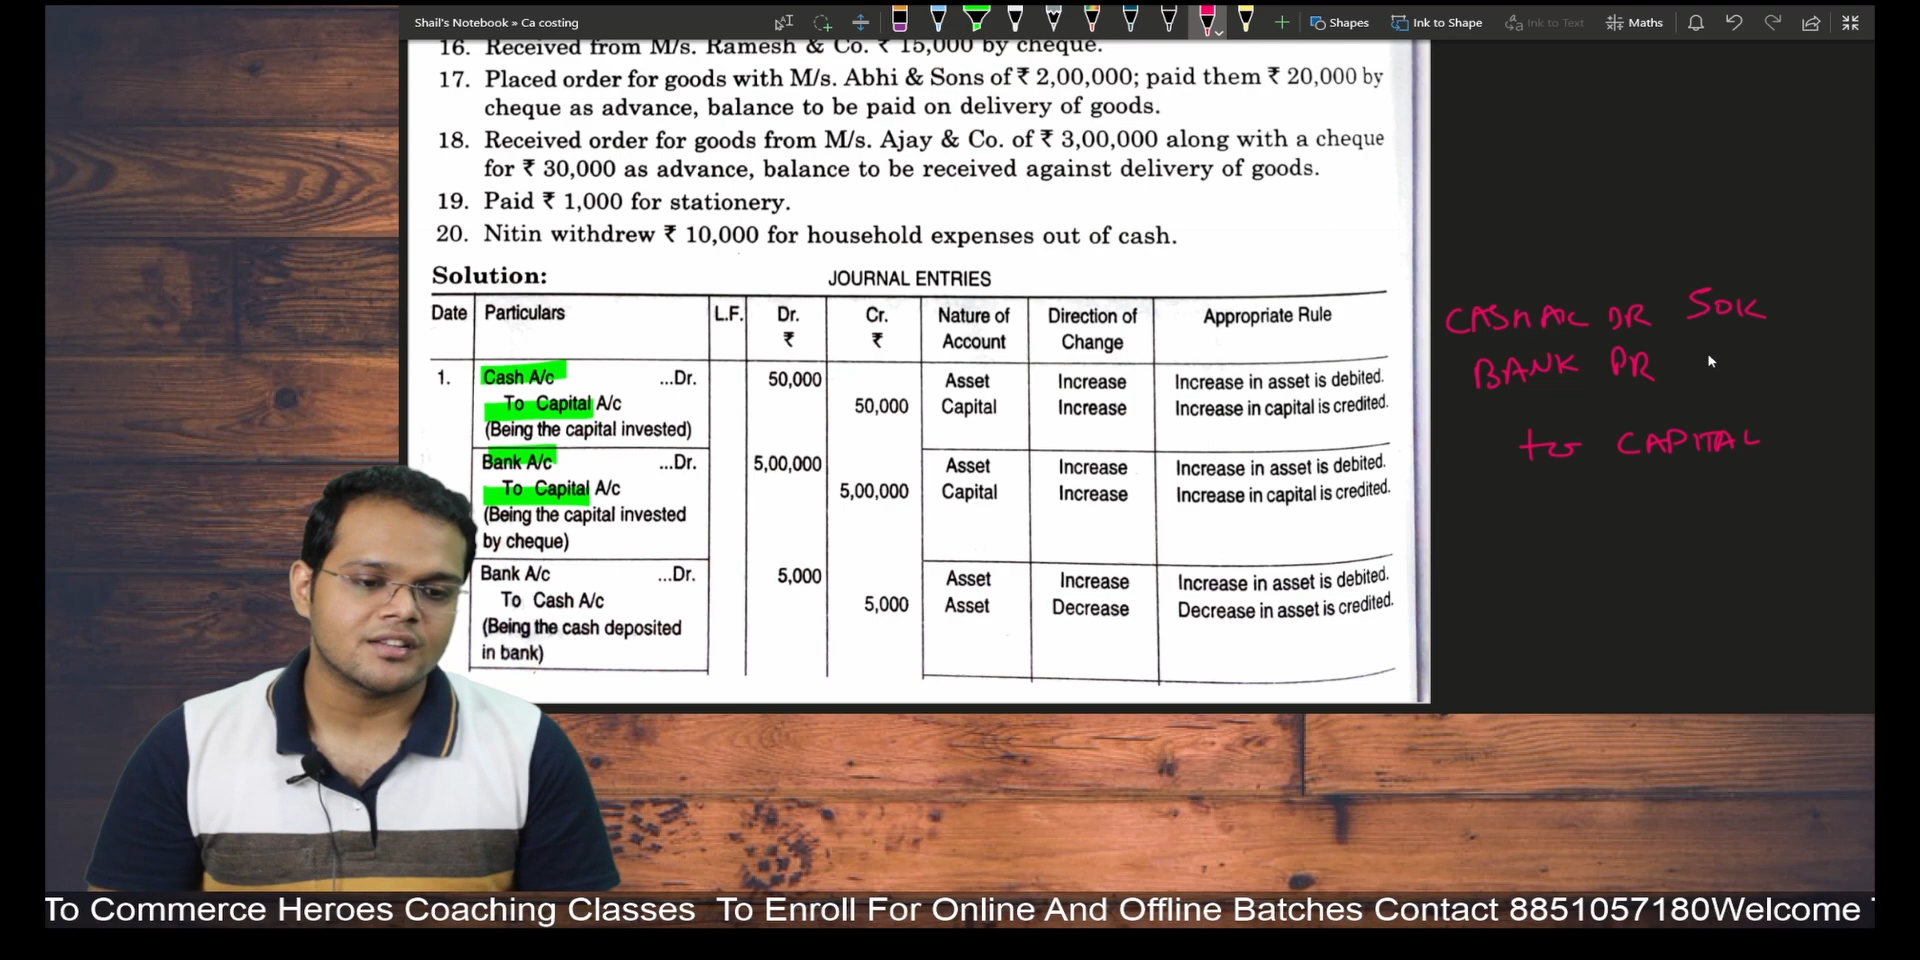 Shail's Notebook » Ca costing
Shapes
Ink to Shape
Ink to Text
Maths
16. Received from M/s. Ramesh & Co. ₹ 15,000 by cheque.
17. Placed order for goods with M/s. Abhi & Sons of ₹ 2,00,000; paid them ₹ 20,000 by
cheque as advance, balance to be paid on delivery of goods.
18. Received order for goods from M/s. Ajay & Co. of ₹ 3,00,000 along with a cheque
for ₹ 30,000 as advance, balance to be received against delivery of goods.
19. Paid ₹ 1,000 for stationery.
20. Nitin withdrew ₹ 10,000 for household expenses out of cash.
Solution: JOURNAL ENTRIES
Date Particulars L.F. Dr. Cr. Nature of Direction of Appropriate Rule
₹ ₹ Account Change
1. Cash A/c ...Dr. 50,000 Asset Increase Increase in asset is debited.
To Capital A/c 50,000 Capital Increase Increase in capital is credited.
(Being the capital invested)
Bank A/c ...Dr. 5,00,000 Asset Increase Increase in asset is debited.
To Capital A/c 5,00,000 Capital Increase Increase in capital is credited.
(Being the capital invested
by cheque)
Bank A/c ...Dr. 5,000 Asset Increase Increase in asset is debited.
To Cash A/c 5,000 Asset Decrease Decrease in asset is credited.
(Being the cash deposited
in bank)
CASH A/C DR 50K
BANK DR
to CAPITAL
To Commerce Heroes Coaching Classes To Enroll For Online And Offline Batches Contact 8851057180Welcome